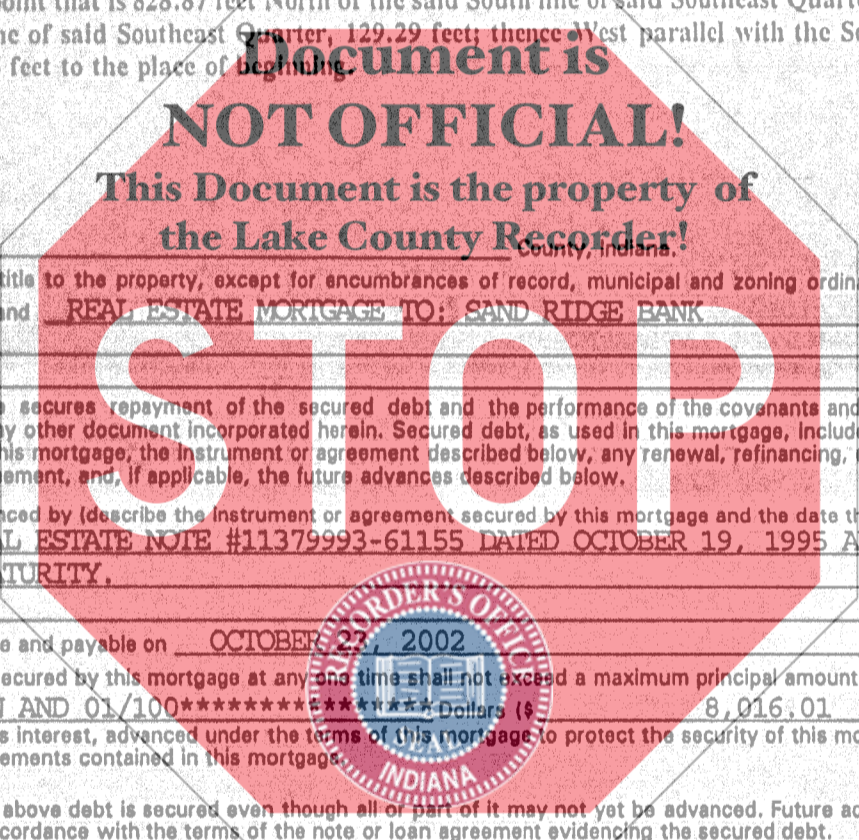 point that is 828.87 feet North of the said South line of said Southeast Quarter
of said Southeast Quarter, 129.29 feet; thence West parallel with the
feet to the place of beginning.
Document is
NOT OFFICIAL!
This Document is the property of
the Lake County Recorder!
County, Indiana.
title to the property, except for encumbrances of record, municipal and zoning
REAL ESTATE MORTGAGE TO: SAND RIDGE BANK
STOP
secures repayment of the secured debt and the performance of the covenants and
other document incorporated herein. Secured debt, as used in this mortgage, includ
this mortgage, the instrument or agreement described below, any renewal, refinancing,
ement, and, if applicable, the future advances described below.
nced by (describe the instrument or agreement secured by this mortgage and the date th
ESTATE NOTE #11379993-61155 DATED OCTOBER 19, 1995
TURITY.
e and payable on OCTOBER 23, 2002
ecured by this mortgage at any one time shall not exceed a maximum principal amount
AND 01/100***************** Dollars ($ 8,016.01
s interest, advanced under the terms of this mortgage to protect the security of this mo
ements contained in this mortgage.
RECORDER'S OFFICE
SEAL
INDIANA
above debt is secured even though all or part of it may not yet be advanced. Future ad
cordance with the terms of the note or loan agreement evidencing the secured debt.